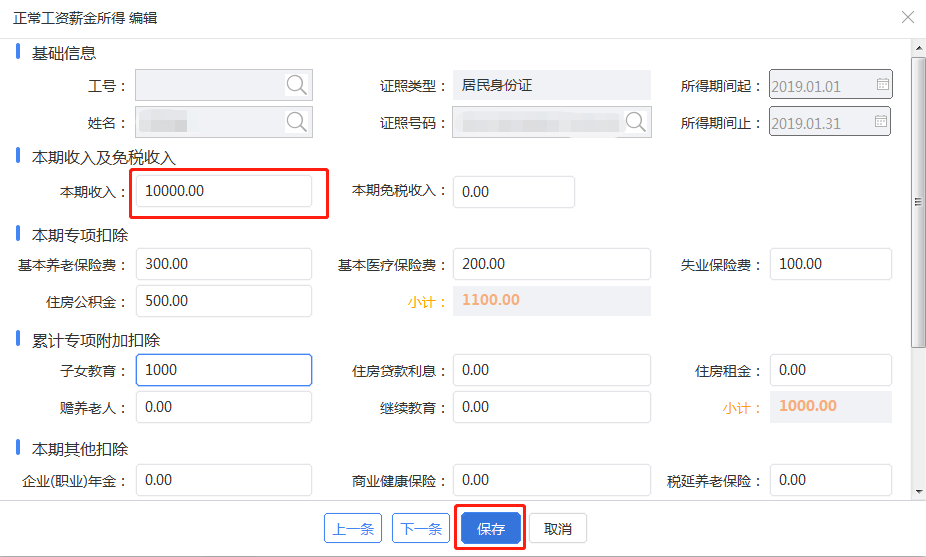 正常工资薪金所得 编辑
基础信息
工号： 证照类型： 居民身份证 所得期间起： 2019.01.01
姓名： 证照号码： 所得期间止： 2019.01.31
本期收入及免税收入
本期收入： 10000.00 本期免税收入： 0.00
本期专项扣除
基本养老保险费： 300.00 基本医疗保险费： 200.00 失业保险费： 100.00
住房公积金： 500.00 小计： 1100.00
累计专项附加扣除
子女教育： 1000 住房贷款利息： 0.00 住房租金： 0.00
赡养老人： 0.00 继续教育： 0.00 小计： 1000.00
本期其他扣除
企业(职业)年金： 0.00 商业健康保险： 0.00 税延养老保险： 0.00
上一条 下一条 保存 取消